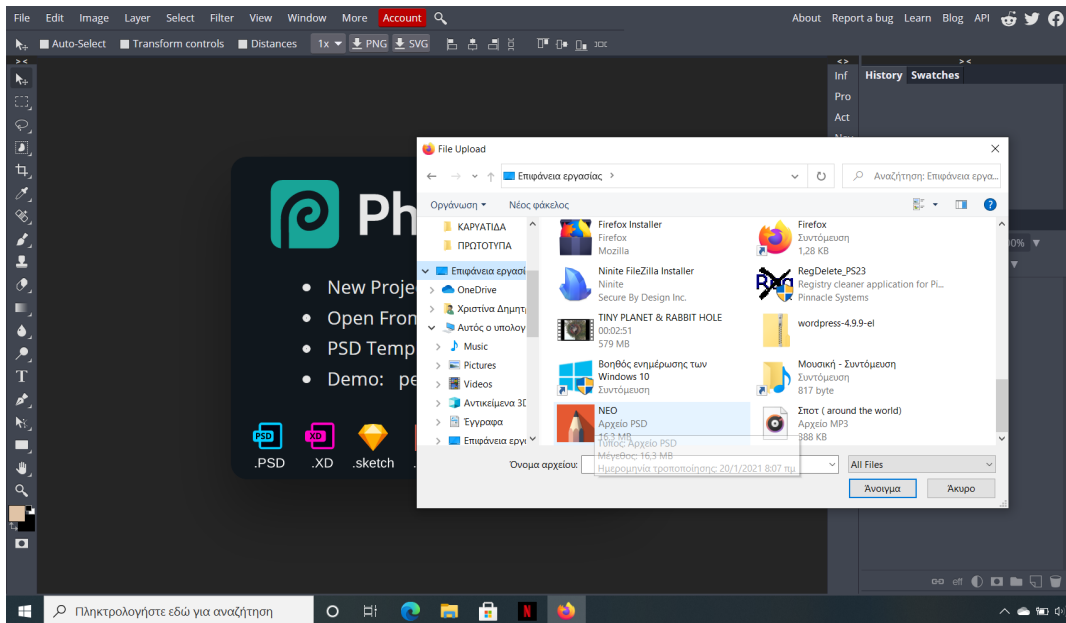 File Edit Image Layer Select Filter View Window More Account
About Report a bug Learn Blog API
Auto-Select Transform controls Distances 1x PNG SVG
Inf
Pro
Act
History Swatches
Ph
New Proje
Open From
PSD Temp
Demo: pe
.PSD .XD .sketch
File Upload
Επιφάνεια εργασίας
Αναζήτηση: Επιφάνεια εργα...
Οργάνωση Νέος φάκελος
ΚΑΡΥΑΤΙΔΑ
ΠΡΩΤΟΤΥΠΑ
Επιφάνεια εργασί
OneDrive
Χριστίνα Δημητρ
Αυτός ο υπολογ
Music
Pictures
Videos
Αντικείμενα 3D
Έγγραφα
Επιφάνεια εργα
Firefox Installer
Firefox
Mozilla
Firefox
Συντόμευση
1,28 KB
Ninite FileZilla Installer
Ninite
Secure By Design Inc.
RegDelete_PS23
Registry cleaner application for Pi...
Pinnacle Systems
TINY PLANET & RABBIT HOLE
00:02:51
579 MB
wordpress-4.9.9-el
Βοηθός ενημέρωσης των
Windows 10
Συντόμευση
Μουσική - Συντόμευση
Συντόμευση
817 byte
NEO
Αρχείο PSD
16,3 MB
Σποτ ( around the world)
Αρχείο MP3
388 KB
Τύπος: Αρχείο PSD
Μέγεθος: 16,3 MB
Ημερομηνία τροποποίησης: 20/1/2021 8:07 πμ
Όνομα αρχείου:
All Files
Άνοιγμα Άκυρο
Πληκτρολογήστε εδώ για αναζήτηση